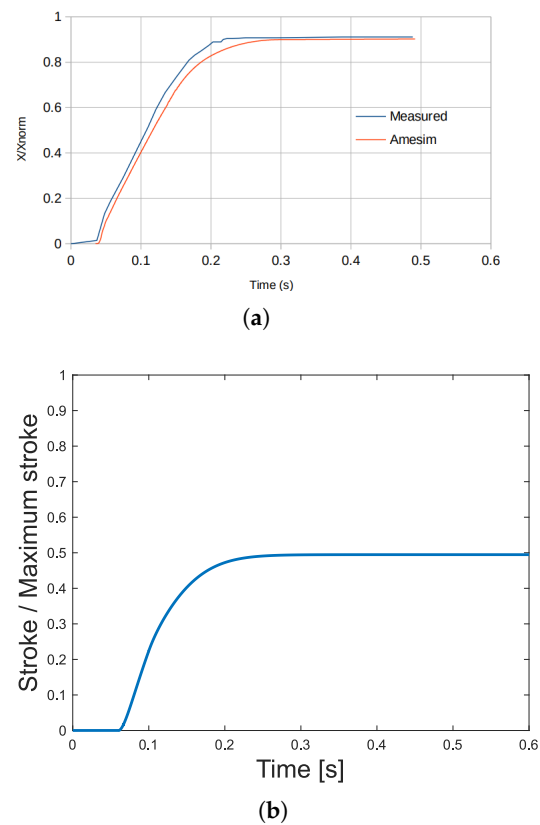 1
0.8
0.6
0.4
0.2
0
X/Xnorm
Measured
Amesim
0 0.1 0.2 0.3 0.4 0.5 0.6
Time (s)
(a)
1
0.9
0.8
0.7
0.6
0.5
0.4
0.3
0.2
0.1
0
Stroke / Maximum stroke
0 0.1 0.2 0.3 0.4 0.5 0.6
Time [s]
(b)